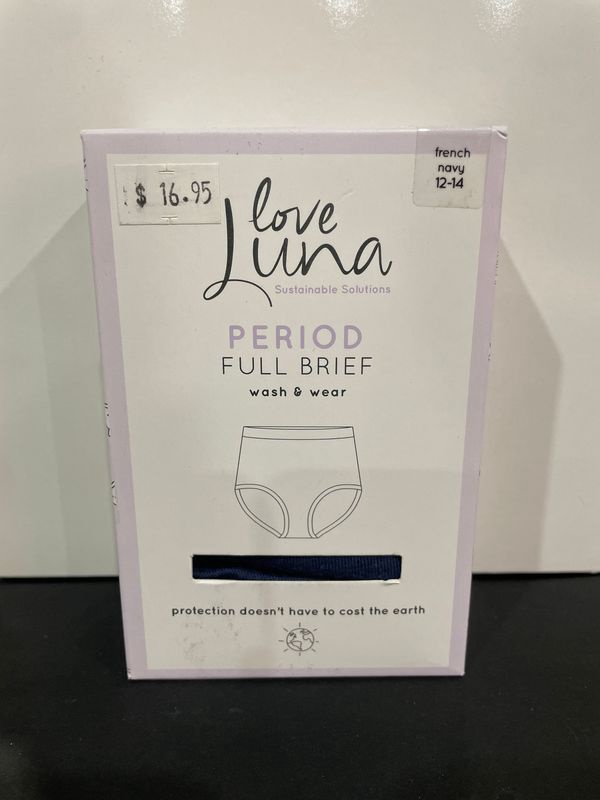 $ 16.95
french
navy
12-14
love
Luna
Sustainable Solutions
PERIOD
FULL BRIEF
wash & wear
protection doesn't have to cost the earth